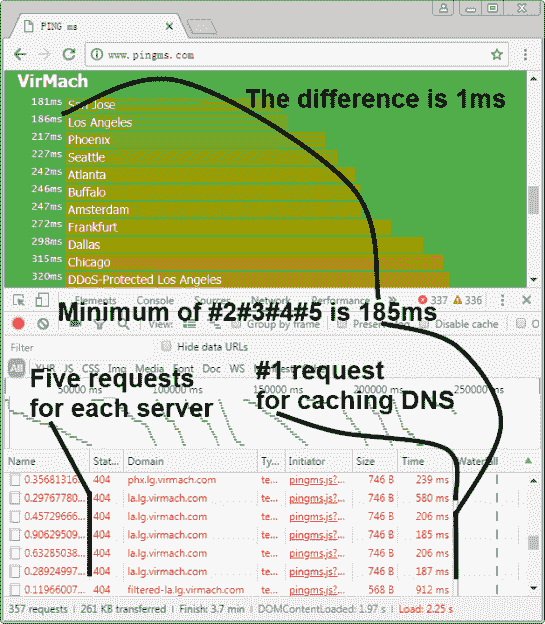 PING ms
www.pingms.com
VirMach
181ms San Jose
The difference is 1ms
186ms Los Angeles
217ms Phoenix
227ms Seattle
242ms Atlanta
246ms Buffalo
247ms Amsterdam
272ms Frankfurt
298ms Dallas
315ms Chicago
320ms DDoS-Protected Los Angeles
Elements Console Sources Network Performance » 337 336
Minimum of #2#3#4#5 is 185ms
View: Group by frame Disable cache
Filter Hide data URLs
All XHR JS CSS Img Media Font Doc WS
Five requests
for each server
#1 request
for caching DNS
50000 ms 100000 ms 150000 ms 200000 ms 250000 ms
Name Stat... Domain Ty... Initiator Size Time Waterfall
0.35681316... 404 phx.lg.virmach.com te... pingms.js?... 746 B 239 ms
0.29767780... 404 la.lg.virmach.com te... pingms.js?... 746 B 580 ms
0.45729666... 404 la.lg.virmach.com te... pingms.js?... 746 B 206 ms
0.90629509... 404 la.lg.virmach.com te... pingms.js?... 746 B 185 ms
0.63285038... 404 la.lg.virmach.com te... pingms.js?... 746 B 206 ms
0.28924997... 404 la.lg.virmach.com te... pingms.js?... 746 B 187 ms
0.11966007... 404 filtered-la.lg.virmach.com te... pingms.js?... 568 B 912 ms
357 requests | 261 KB transferred | Finish: 3.7 min | DOMContentLoaded: 1.97 s | Load: 2.25 s